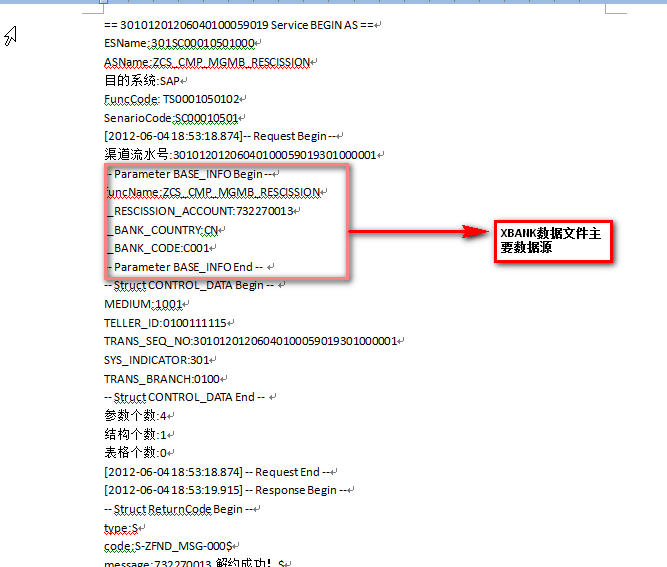 == 30101201206040100059019 Service BEGIN AS ==
ESName:301SC00010501000
ASName:ZCS_CMP_MGMB_RESCISSION
目的系统:SAP
FuncCode: TS0001050102
SenarioCode:SC00010501
[2012-06-04 18:53:18.874]-- Request Begin --
渠道流水号:30101201206040100059019301000001
- Parameter BASE_INFO Begin --
funcName:ZCS_CMP_MGMB_RESCISSION
_RESCISSION_ACCOUNT:732270013
_BANK_COUNTRY:CN
_BANK_CODE:C001
- Parameter BASE_INFO End --
XBANK数据文件主
要数据源
-- Struct CONTROL_DATA Begin --
MEDIUM:1001
TELLER_ID:0100111115
TRANS_SEQ_NO:30101201206040100059019301000001
SYS_INDICATOR:301
TRANS_BRANCH:0100
-- Struct CONTROL_DATA End --
参数个数:4
结构个数:1
表格个数:0
[2012-06-04 18:53:18.874] -- Request End --
[2012-06-04 18:53:19.915] -- Response Begin --
-- Struct ReturnCode Begin --
type:S
code:S-ZFND_MSG-000$
message:732270013 解约成功！$